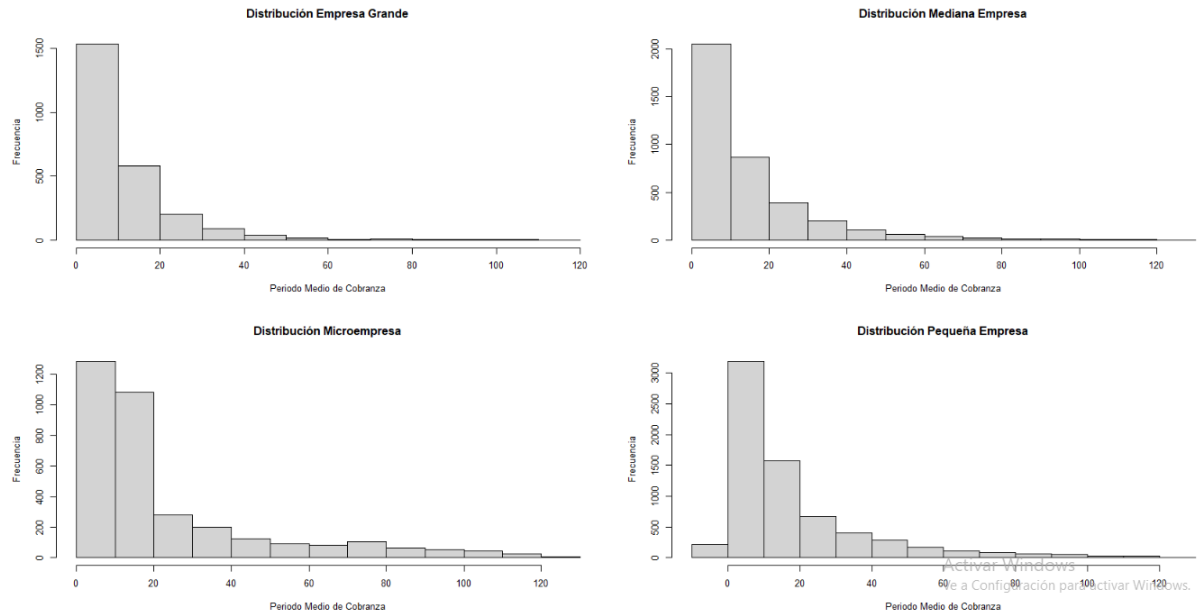 Distribución Empresa Grande
Frecuencia
0 500 1000 1500
0 20 40 60 80 100 120
Periodo Medio de Cobranza
Distribución Mediana Empresa
Frecuencia
0 500 1000 1500 2000
0 20 40 60 80 100 120
Periodo Medio de Cobranza
Distribución Microempresa
Frecuencia
0 200 400 600 800 1000 1200
0 20 40 60 80 100 120
Periodo Medio de Cobranza
Distribución Pequeña Empresa
Frecuencia
0 500 1000 1500 2000 2500 3000
0 20 40 60 80 100 120
Periodo Medio de Cobranza
Activar Windows
Ve a Configuración para activar Windows.